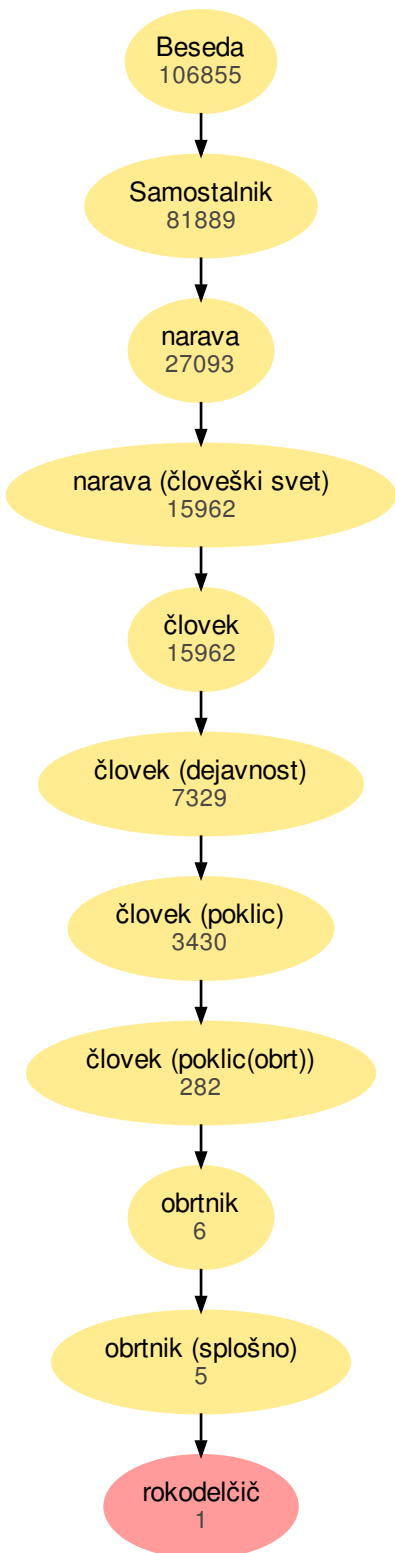 Beseda
106855
Samostalnik
81889
narava
27093
narava (človeški svet)
15962
človek
15962
človek (dejavnost)
7329
človek (poklic)
3430
človek (poklic(obrt))
282
obrtnik
6
obrtnik (splošno)
5
rokodelčič
1